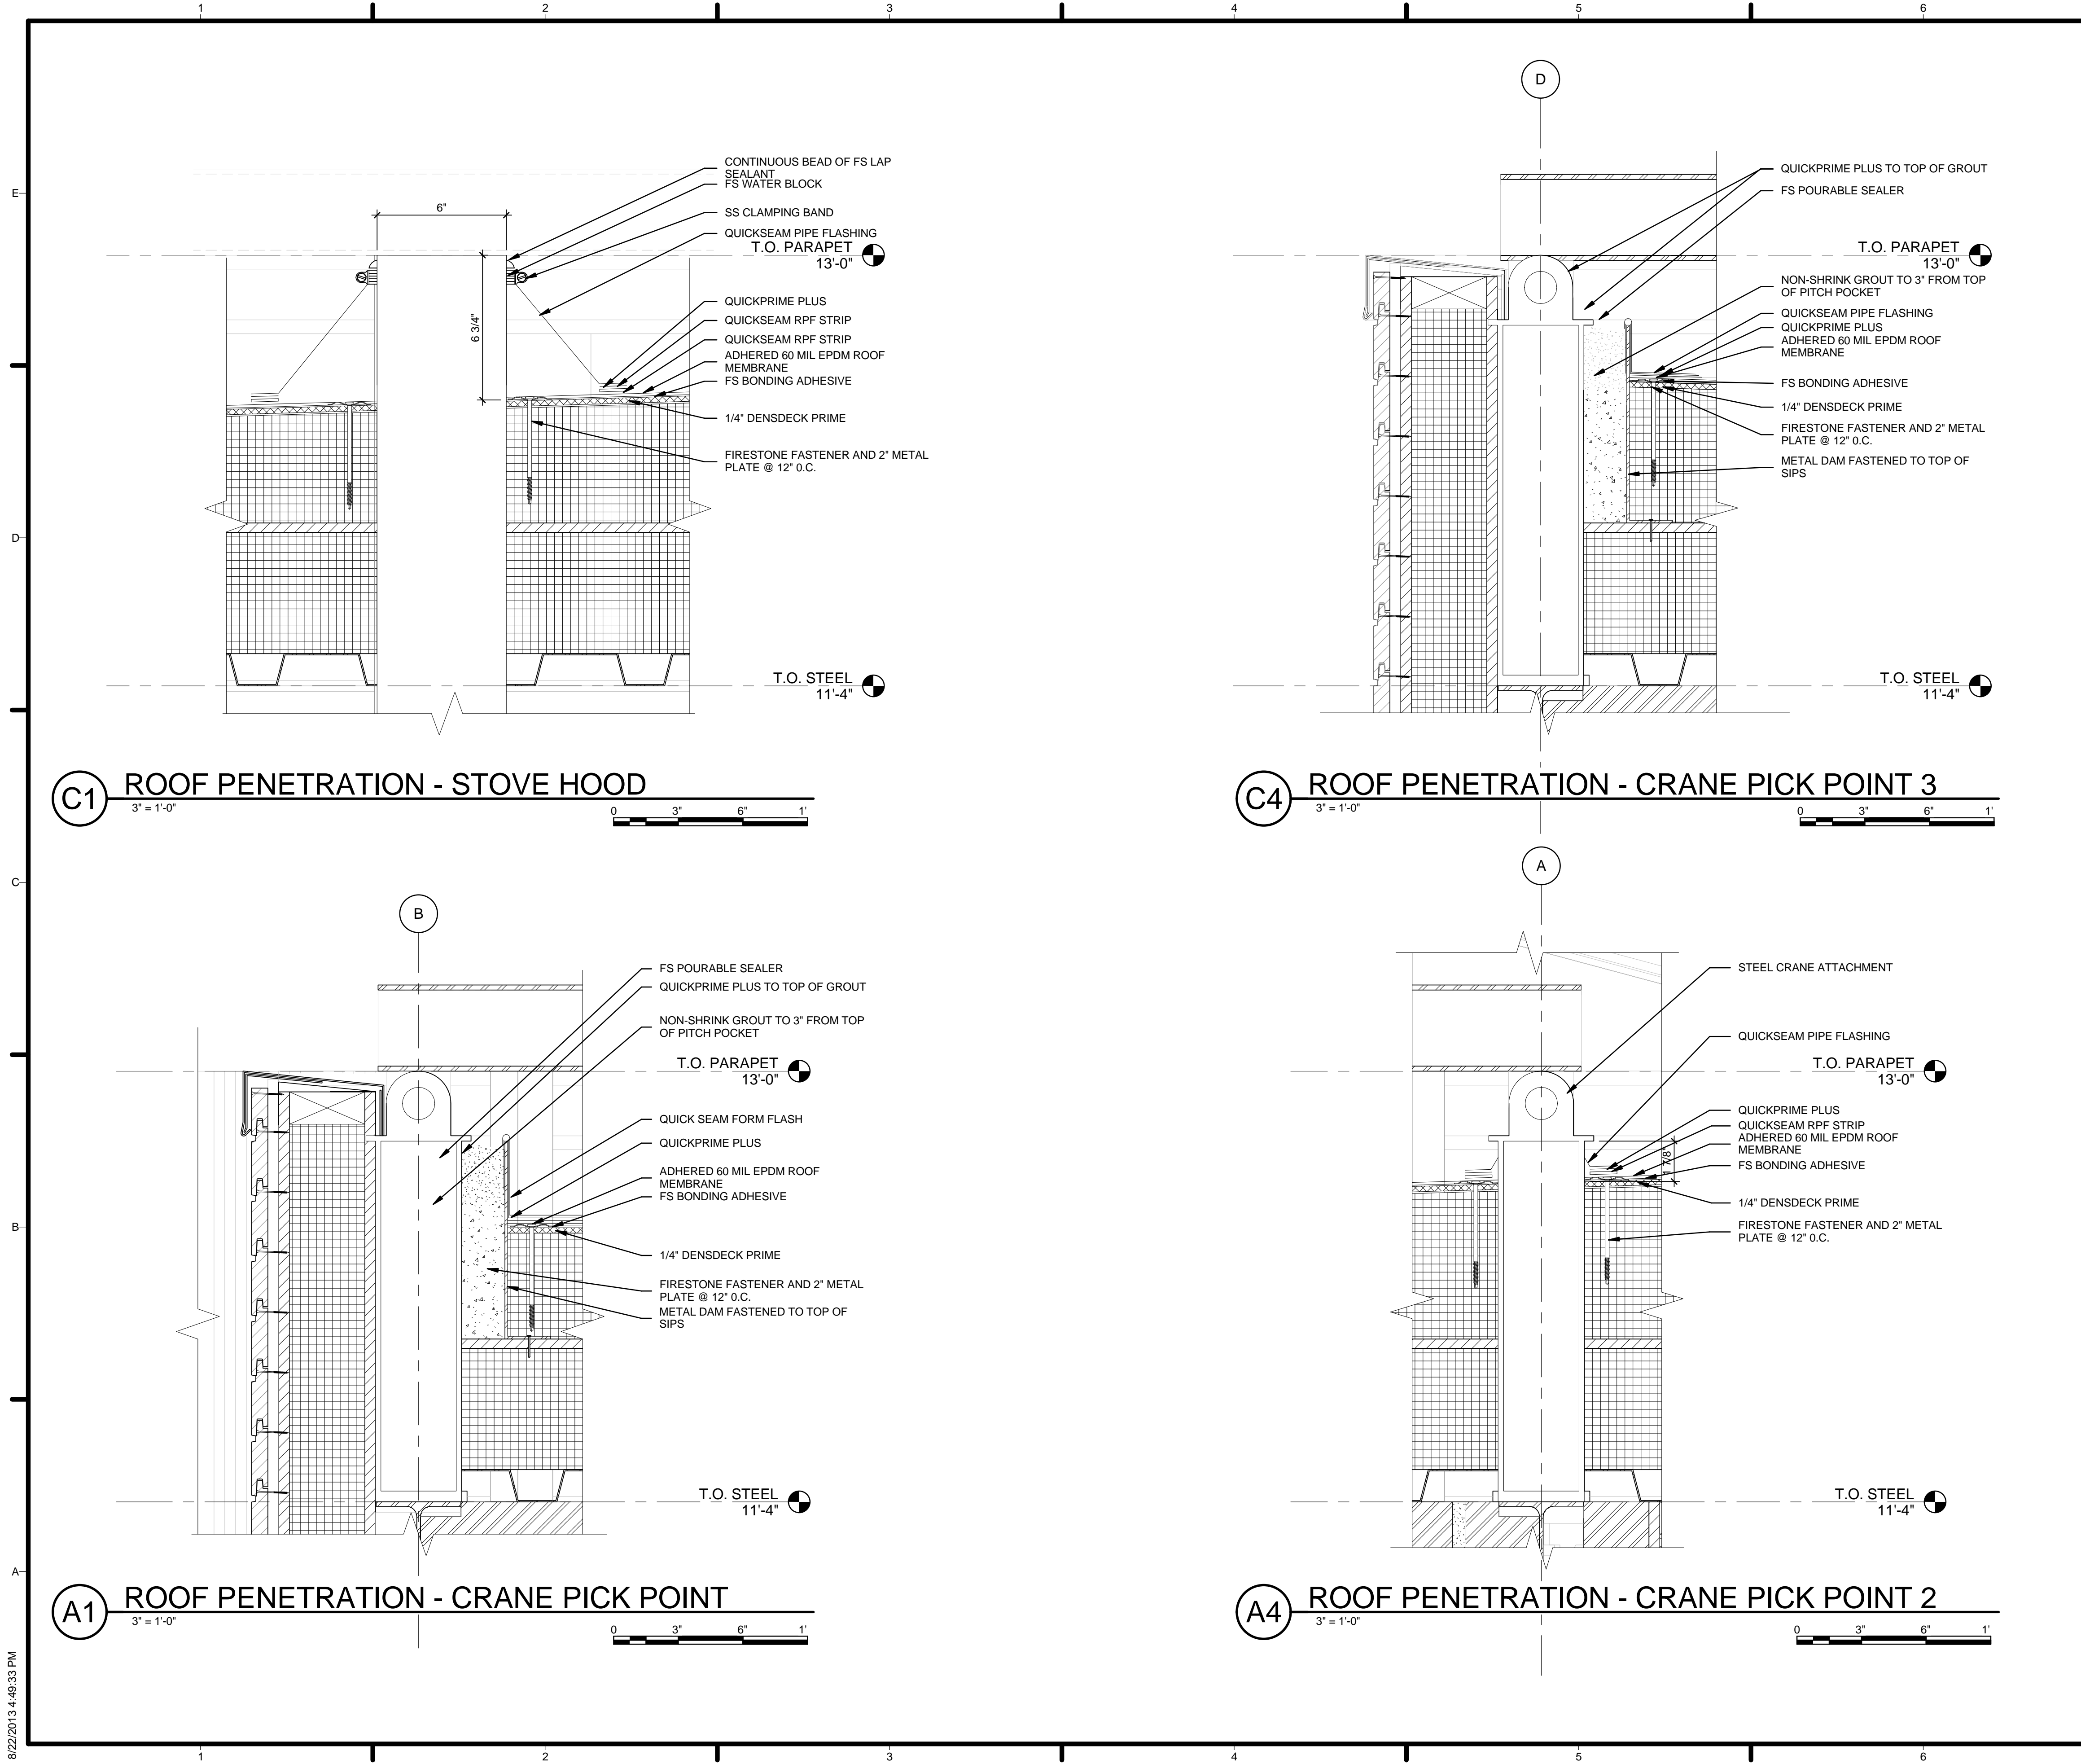 1 2 3 4 5 6
E
D
C
B
A
CONTINUOUS BEAD OF FS LAP
SEALANT
FS WATER BLOCK
6"
SS CLAMPING BAND
QUICKSEAM PIPE FLASHING
T.O. PARAPET
13'-0"
QUICKPRIME PLUS
6 3/4"
QUICKSEAM RPF STRIP
QUICKSEAM RPF STRIP
ADHERED 60 MIL EPDM ROOF
MEMBRANE
FS BONDING ADHESIVE
1/4" DENSDECK PRIME
FIRESTONE FASTENER AND 2" METAL
PLATE @ 12" 0.C.
T.O. STEEL
11'-4"
C1 ROOF PENETRATION - STOVE HOOD
3" = 1'-0"
0 3" 6" 1'
D
QUICKPRIME PLUS TO TOP OF GROUT
FS POURABLE SEALER
T.O. PARAPET
13'-0"
NON-SHRINK GROUT TO 3" FROM TOP
OF PITCH POCKET
QUICKSEAM PIPE FLASHING
QUICKPRIME PLUS
ADHERED 60 MIL EPDM ROOF
MEMBRANE
FS BONDING ADHESIVE
1/4" DENSDECK PRIME
FIRESTONE FASTENER AND 2" METAL
PLATE @ 12" 0.C.
METAL DAM FASTENED TO TOP OF
SIPS
T.O. STEEL
11'-4"
C4 ROOF PENETRATION - CRANE PICK POINT 3
3" = 1'-0"
0 3" 6" 1'
B
FS POURABLE SEALER
QUICKPRIME PLUS TO TOP OF GROUT
NON-SHRINK GROUT TO 3" FROM TOP
OF PITCH POCKET
T.O. PARAPET
13'-0"
QUICK SEAM FORM FLASH
QUICKPRIME PLUS
ADHERED 60 MIL EPDM ROOF
MEMBRANE
FS BONDING ADHESIVE
1/4" DENSDECK PRIME
FIRESTONE FASTENER AND 2" METAL
PLATE @ 12" 0.C.
METAL DAM FASTENED TO TOP OF
SIPS
T.O. STEEL
11'-4"
A1 ROOF PENETRATION - CRANE PICK POINT
3" = 1'-0"
0 3" 6" 1'
A
STEEL CRANE ATTACHMENT
QUICKSEAM PIPE FLASHING
T.O. PARAPET
13'-0"
QUICKPRIME PLUS
QUICKSEAM RPF STRIP
ADHERED 60 MIL EPDM ROOF
MEMBRANE
FS BONDING ADHESIVE
1/4" DENSDECK PRIME
FIRESTONE FASTENER AND 2" METAL
PLATE @ 12" 0.C.
T.O. STEEL
11'-4"
A4 ROOF PENETRATION - CRANE PICK POINT 2
3" = 1'-0"
0 3" 6" 1'
8/22/2013 4:49:33 PM
1 2 3 4 5 6